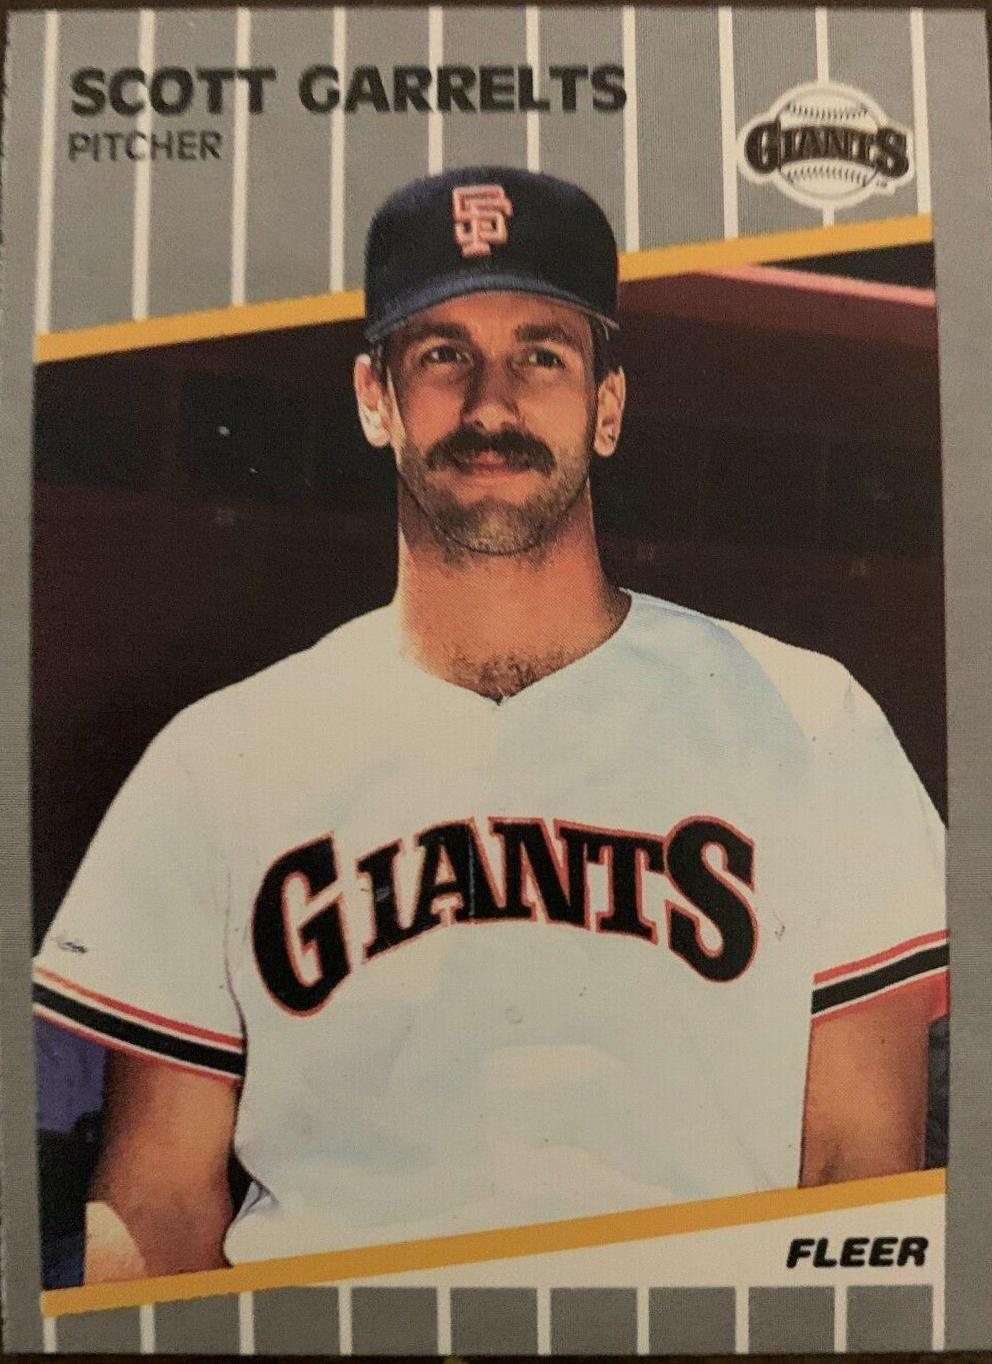 SCOTT GARRELTS
PITCHER
GIANTS
SF
GIANTS
FLEER